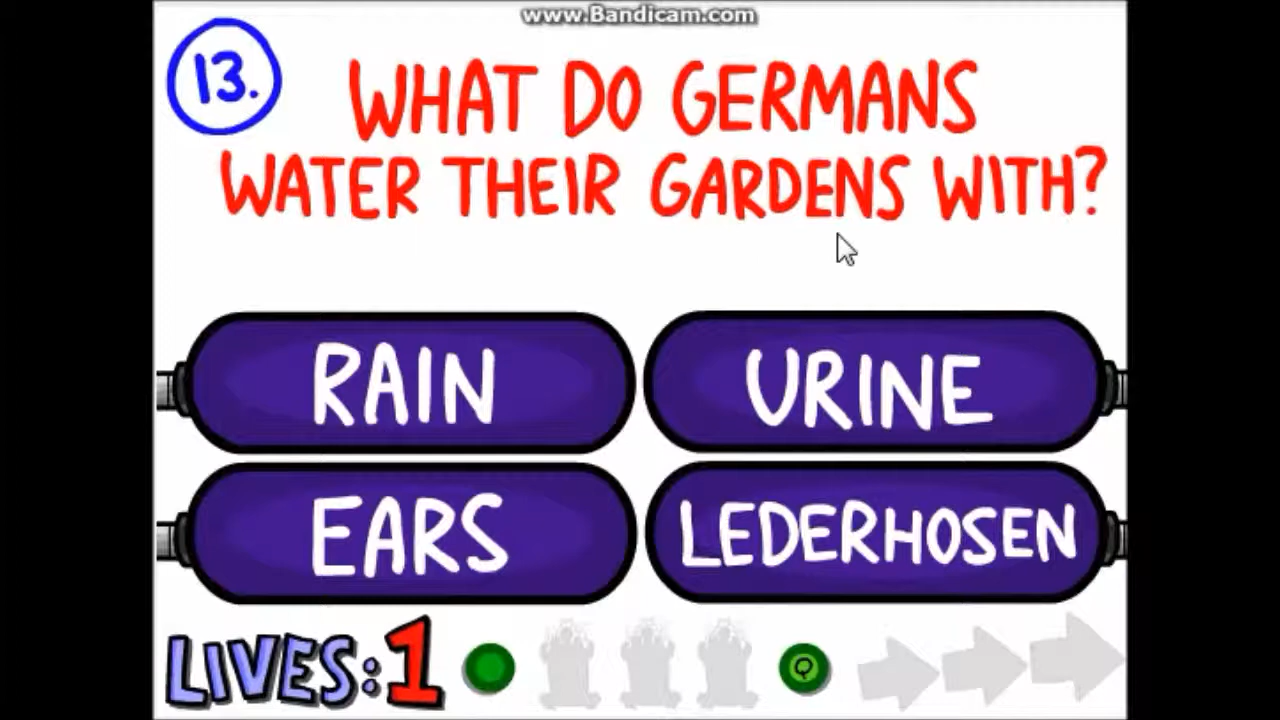 www.Bandicam.com
13.
WHAT DO GERMANS
WATER THEIR GARDENS WITH?
RAIN
URINE
EARS
LEDERHOSEN
LIVES:1
Q